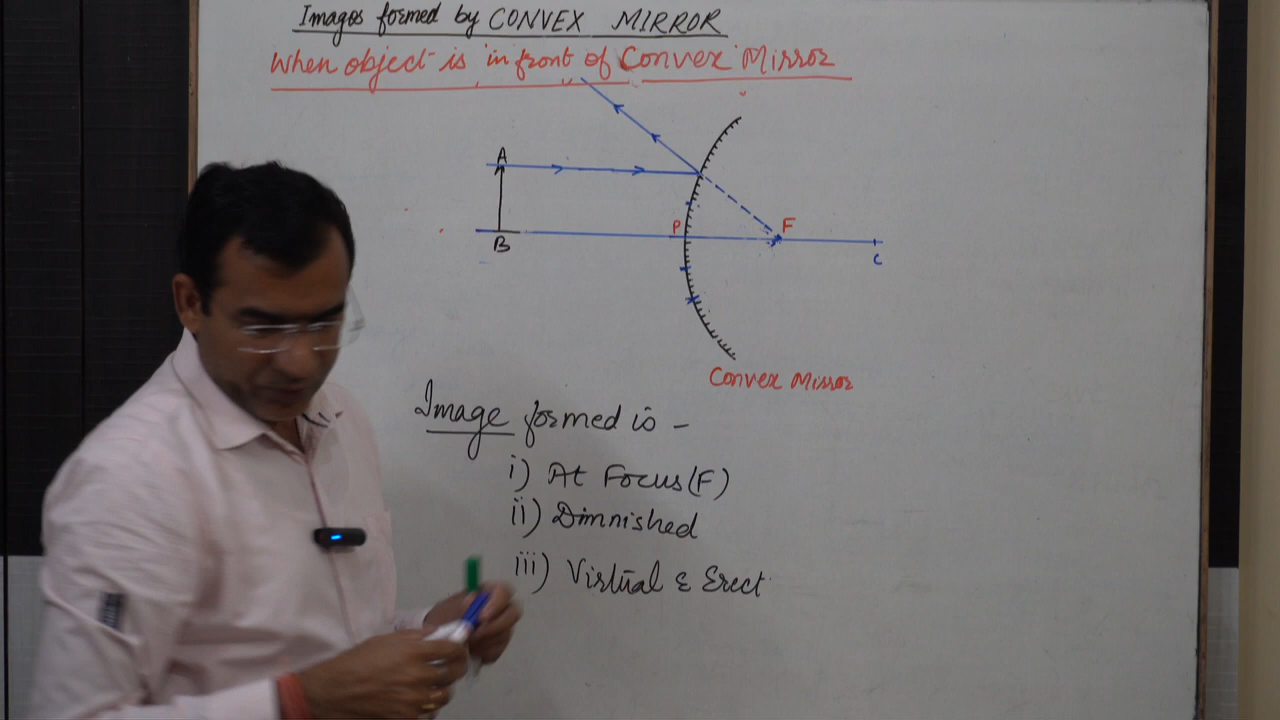 Images formed by CONVEX MIRROR
When object is in front of Convex Mirror
A
P
F
B
C
Convex Mirror
Image formed is -
i) At Focus (F)
ii) Dimnished
iii) Virtual & Erect